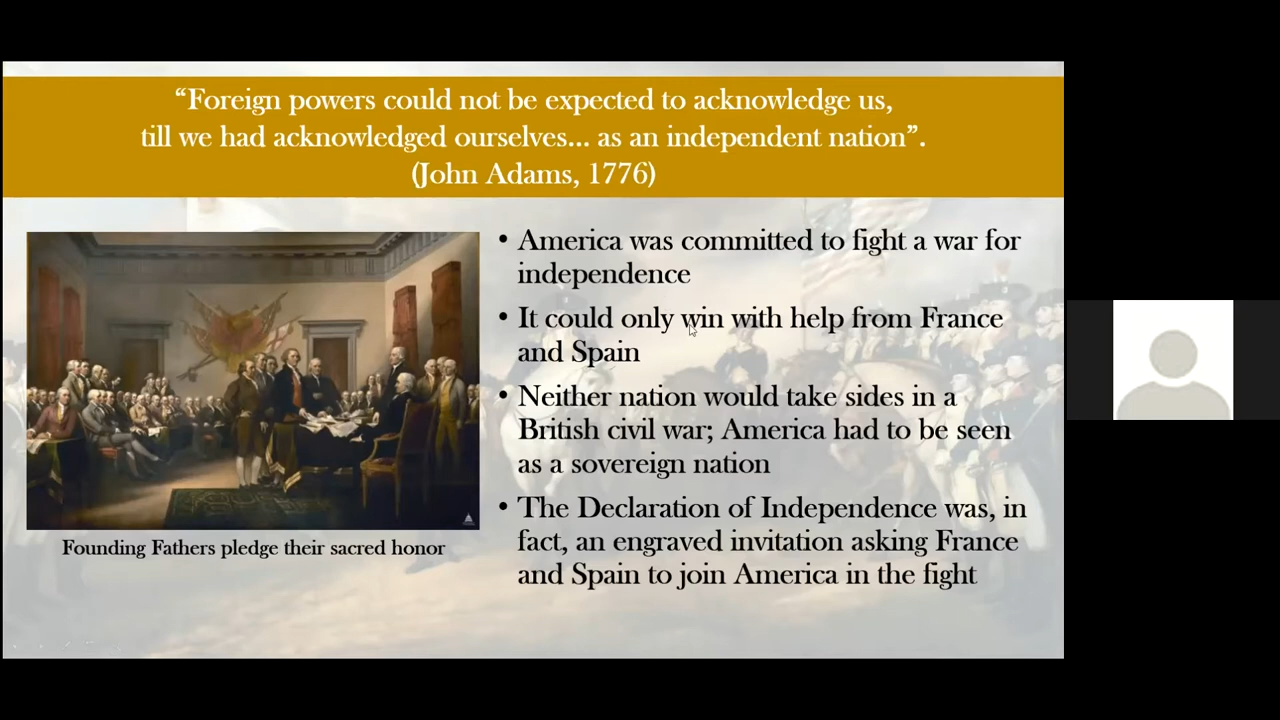 “Foreign powers could not be expected to acknowledge us,
till we had acknowledged ourselves... as an independent nation”.
(John Adams, 1776)
• America was committed to fight a war for
independence
• It could only win with help from France
and Spain
• Neither nation would take sides in a
British civil war; America had to be seen
as a sovereign nation
• The Declaration of Independence was, in
fact, an engraved invitation asking France
and Spain to join America in the fight
Founding Fathers pledge their sacred honor